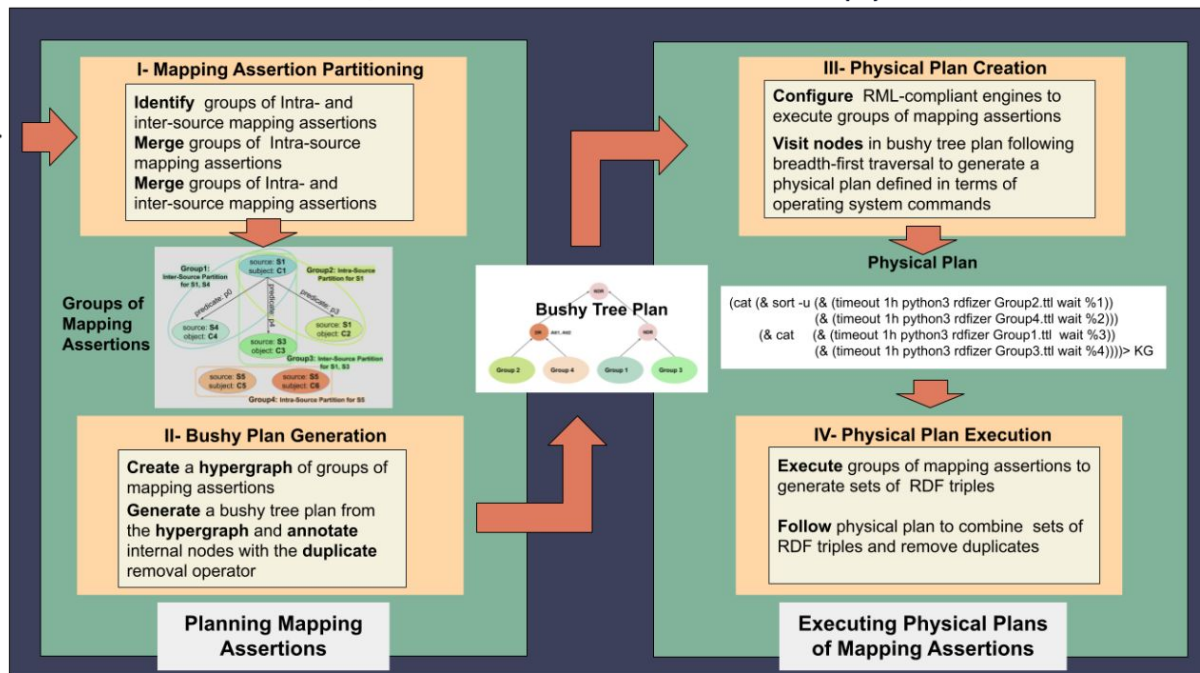 I- Mapping Assertion Partitioning
Identify groups of Intra- and
inter-source mapping assertions
Merge groups of Intra-source
mapping assertions
Merge groups of Intra- and
inter-source mapping assertions
Groups of
Mapping
Assertions
Group1:
Inter-Source Partition
for S1, S4
source: S1
subject: C1
Group2: Intra-Source
Partition for S1
predicate: p0
predicate: p4
predicate: p3
source: S4
object: C4
source: S3
object: C3
source: S1
object: C2
Group3: Inter-Source Partition
for S1, S3
source: S5
subject: C5
source: S5
subject: C6
Group4: Intra-Source Partition for S5
II- Bushy Plan Generation
Create a hypergraph of groups of
mapping assertions
Generate a bushy tree plan from
the hypergraph and annotate
internal nodes with the duplicate
removal operator
Planning Mapping
Assertions
Bushy Tree Plan
NDR
DR
NDR
Group 2
Group 4
Group 1
Group 3
III- Physical Plan Creation
Configure RML-compliant engines to
execute groups of mapping assertions
Visit nodes in bushy tree plan following
breadth-first traversal to generate a
physical plan defined in terms of
operating system commands
Physical Plan
(cat (& sort -u (& (timeout 1h python3 rdfizer Group2.ttl wait %1))
(& (timeout 1h python3 rdfizer Group4.ttl wait %2)))
(& cat (& (timeout 1h python3 rdfizer Group1.ttl wait %3))
(& (timeout 1h python3 rdfizer Group3.ttl wait %4))))> KG
IV- Physical Plan Execution
Execute groups of mapping assertions to
generate sets of RDF triples
Follow physical plan to combine sets of
RDF triples and remove duplicates
Executing Physical Plans
of Mapping Assertions